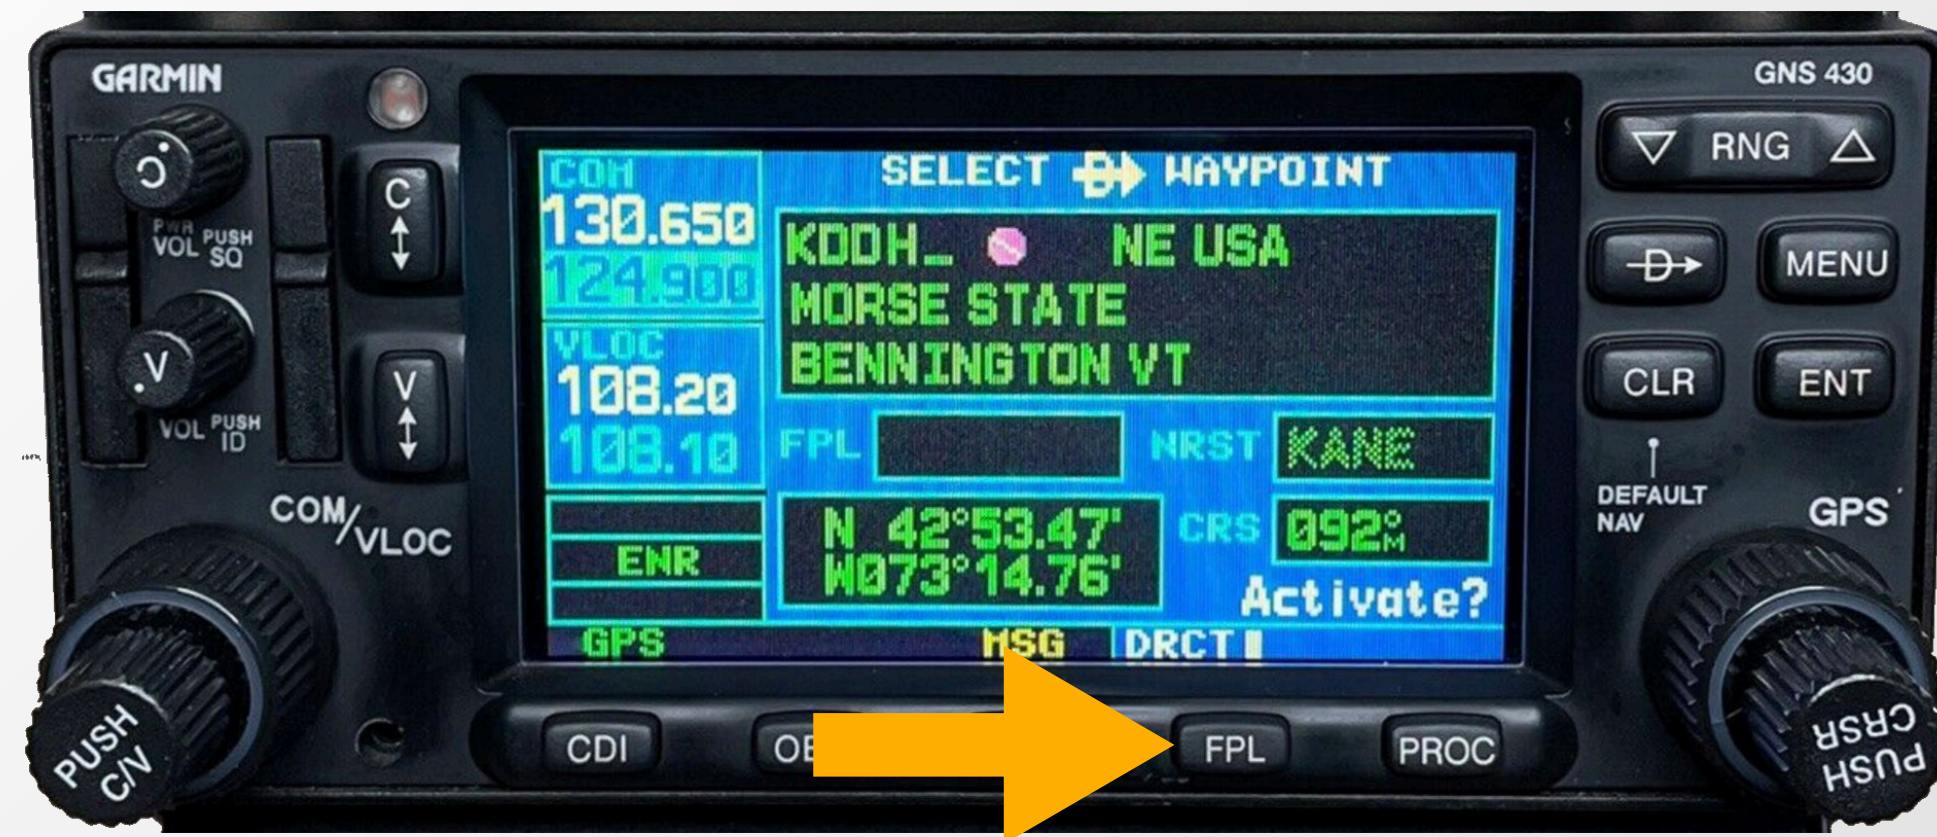 GARMIN
GNS 430
C
PWR
VOL PUSH
SQ
C
V
VOL PUSH
ID
V
COM/VLOC
PUSH
C/V
COM
130.650
124.900
VLOC
108.20
108.10
ENR
GPS
MSG
DRCT
SELECT D WAYPOINT
KDDH_ NE USA
MORSE STATE
BENNINGTON VT
FPL
NRST KANE
N 42°53.47'
W073°14.76'
CRS 092°M
Activate?
RNG
D MENU
CLR ENT
DEFAULT
NAV
GPS
PUSH
CRSR
CDI
FPL
PROC